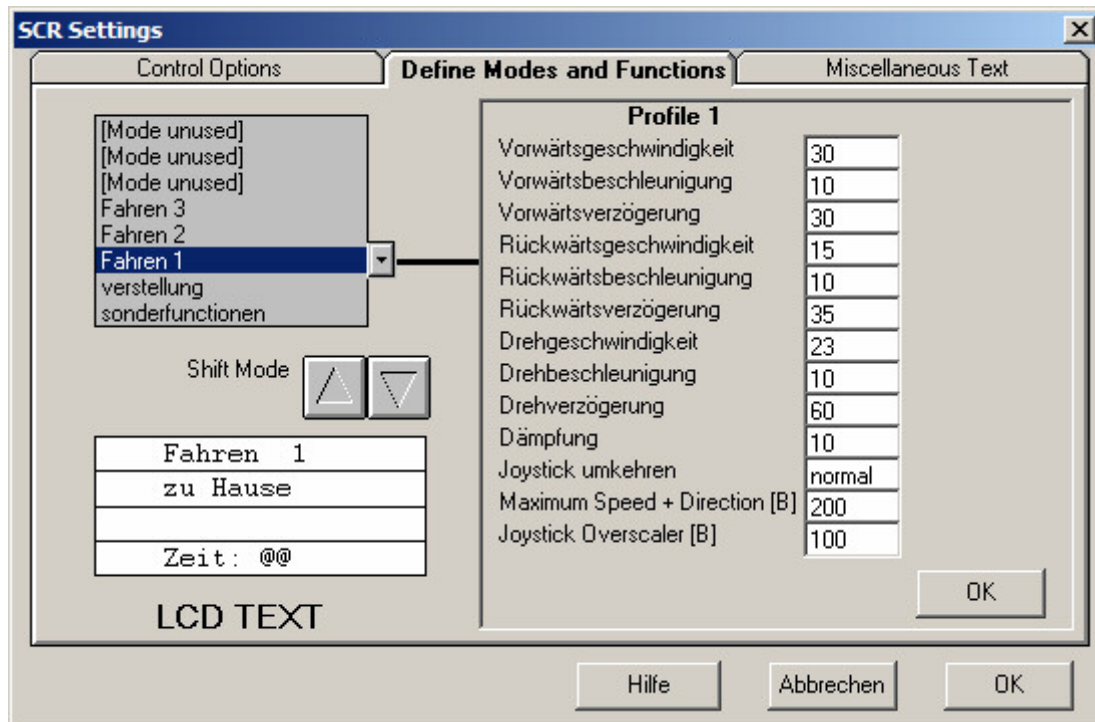 SCR Settings
Control Options
Define Modes and Functions
Miscellaneous Text
[Mode unused]
[Mode unused]
[Mode unused]
Fahren 3
Fahren 2
Fahren 1
verstellung
sonderfunctionen
Shift Mode
Fahren 1
zu Hause
Zeit: @@
LCD TEXT
Profile 1
Vorwärtsgeschwindigkeit 30
Vorwärtsbeschleunigung 10
Vorwärtsverzögerung 30
Rückwärtsgeschwindigkeit 15
Rückwärtsbeschleunigung 10
Rückwärtsverzögerung 35
Drehgeschwindigkeit 23
Drehbeschleunigung 10
Drehverzögerung 60
Dämpfung 10
Joystick umkehren normal
Maximum Speed + Direction [B] 200
Joystick Overscaler [B] 100
OK
Hilfe
Abbrechen
OK